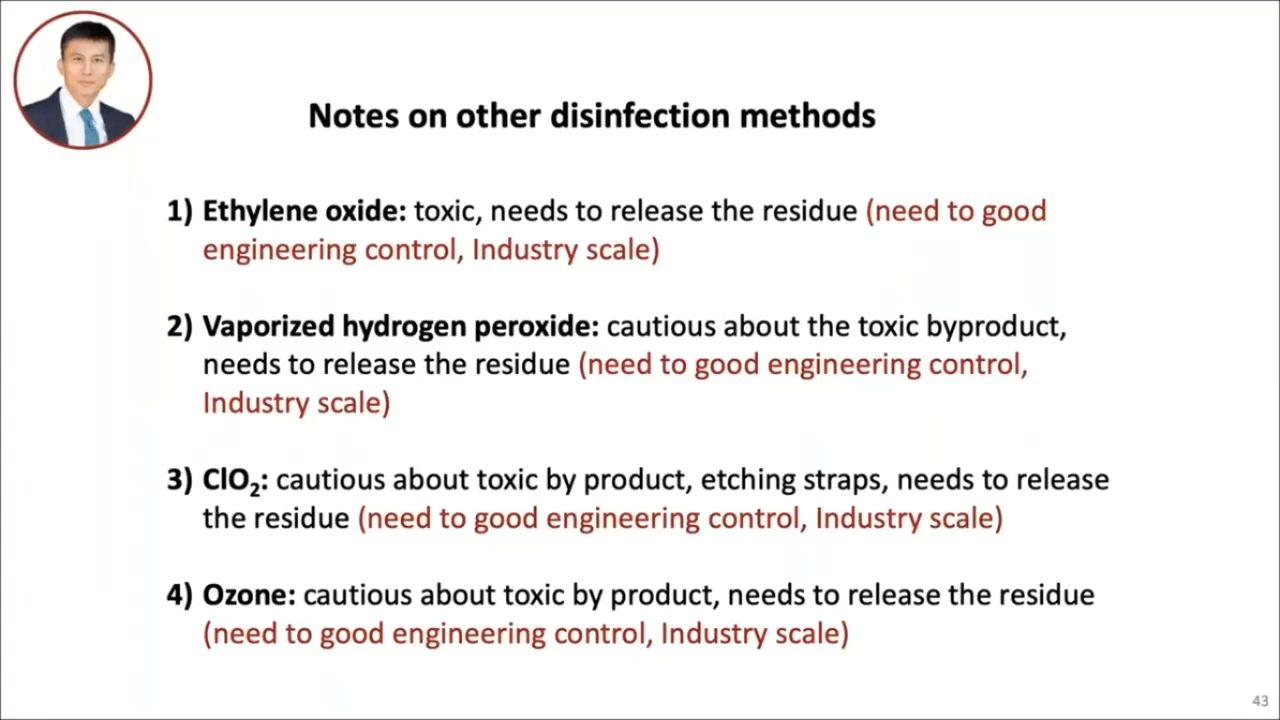 Notes on other disinfection methods
1) Ethylene oxide: toxic, needs to release the residue (need to good
engineering control, Industry scale)
2) Vaporized hydrogen peroxide: cautious about the toxic byproduct,
needs to release the residue (need to good engineering control,
Industry scale)
3) ClO₂: cautious about toxic by product, etching straps, needs to release
the residue (need to good engineering control, Industry scale)
4) Ozone: cautious about toxic by product, needs to release the residue
(need to good engineering control, Industry scale)
43